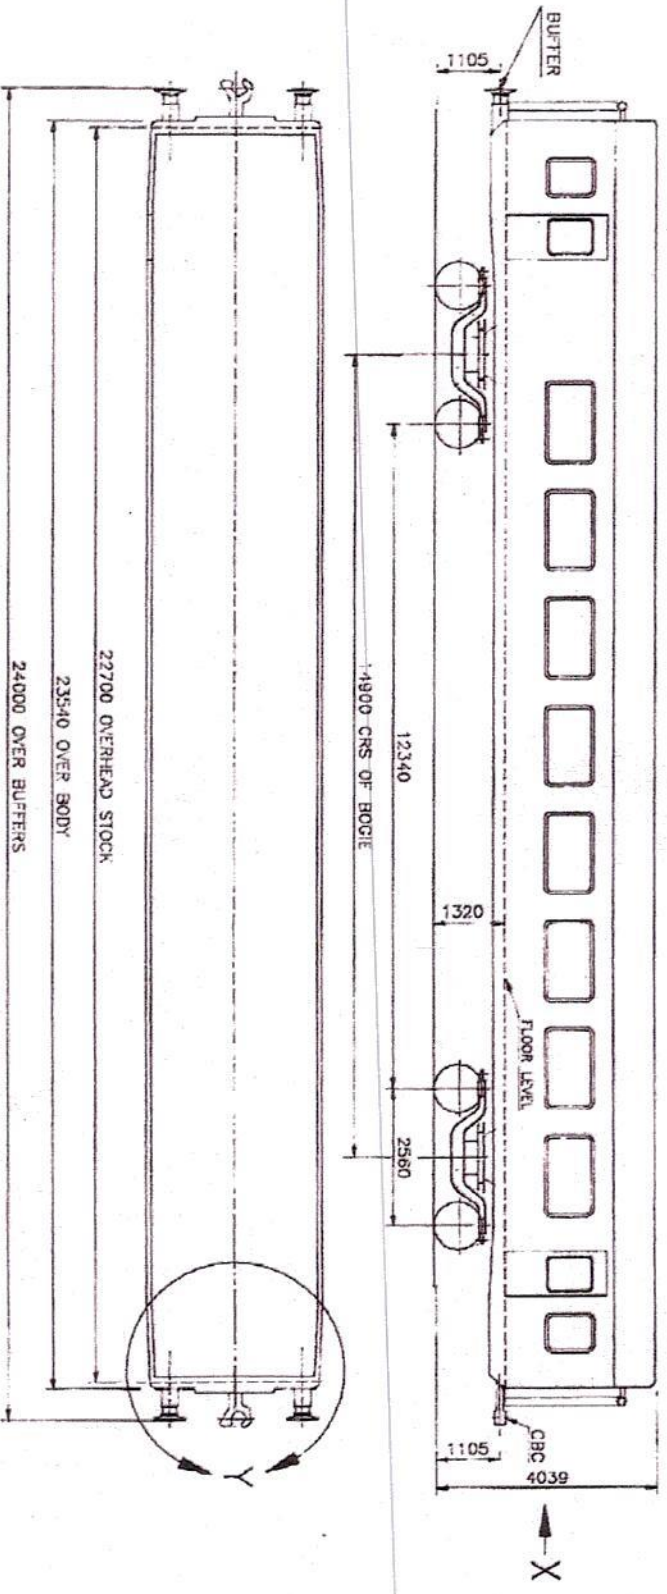 BUFFER
1105
14900 CRS OF BOGIE
12340
1320
FLOOR LEVEL
2560
CBC
1105
4039
X
22700 OVERHEAD STOCK
23540 OVER BODY
24000 OVER BUFFERS
Y